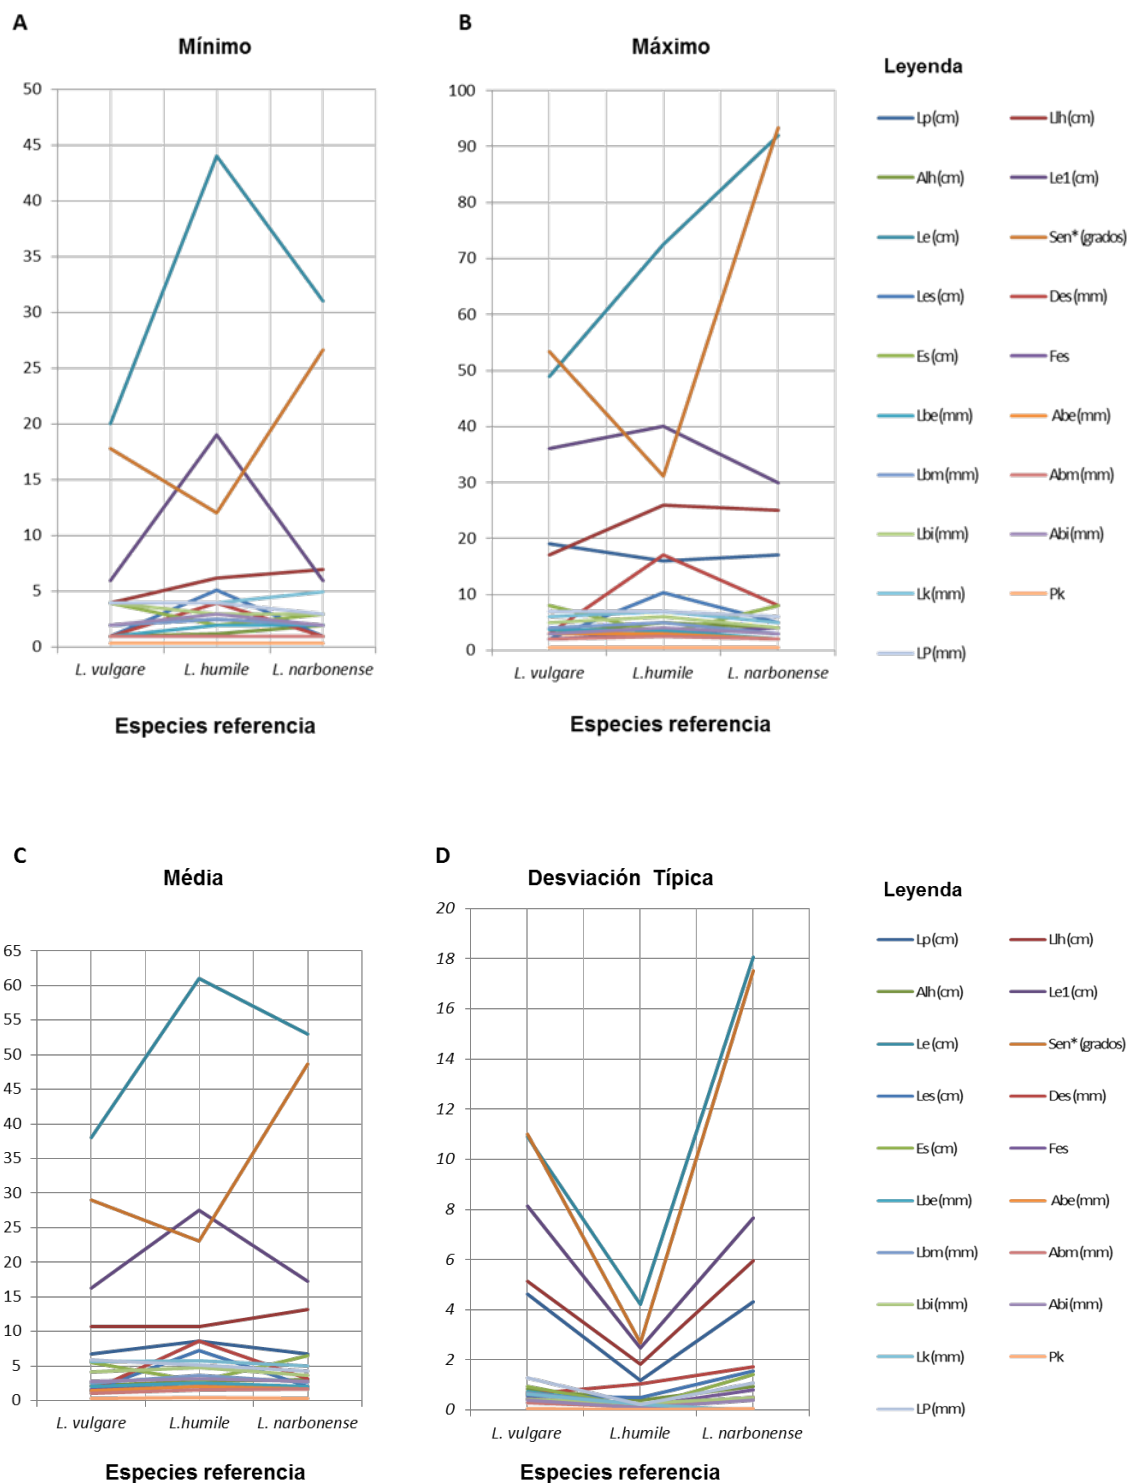 A
Mínimo
50
45
40
35
30
25
20
15
10
5
0
L. vulgare L. humile L. narbonense
Especies referencia
B
Máximo
100
90
80
70
60
50
40
30
20
10
0
L. vulgare L.humile L. narbonense
Especies referencia
Leyenda
Lp(cm) Llh(cm)
Alh(cm) Le1(cm)
Le(cm) Sen*(grados)
Les(cm) Des(mm)
Es(cm) Fes
Lbe(mm) Abe(mm)
Lbm(mm) Abm(mm)
Lbi(mm) Abi(mm)
Lk(mm) Pk
LP(mm)
C
Média
65
60
55
50
45
40
35
30
25
20
15
10
5
0
L. vulgare L.humile L. narbonense
Especies referencia
D
Desviación Típica
20
18
16
14
12
10
8
6
4
2
0
L. vulgare L.humile L. narbonense
Especies referencia
Leyenda
Lp(cm) Llh(cm)
Alh(cm) Le1(cm)
Le(cm) Sen*(grados)
Les(cm) Des(mm)
Es(cm) Fes
Lbe(mm) Abe(mm)
Lbm(mm) Abm(mm)
Lbi(mm) Abi(mm)
Lk(mm) Pk
LP(mm)